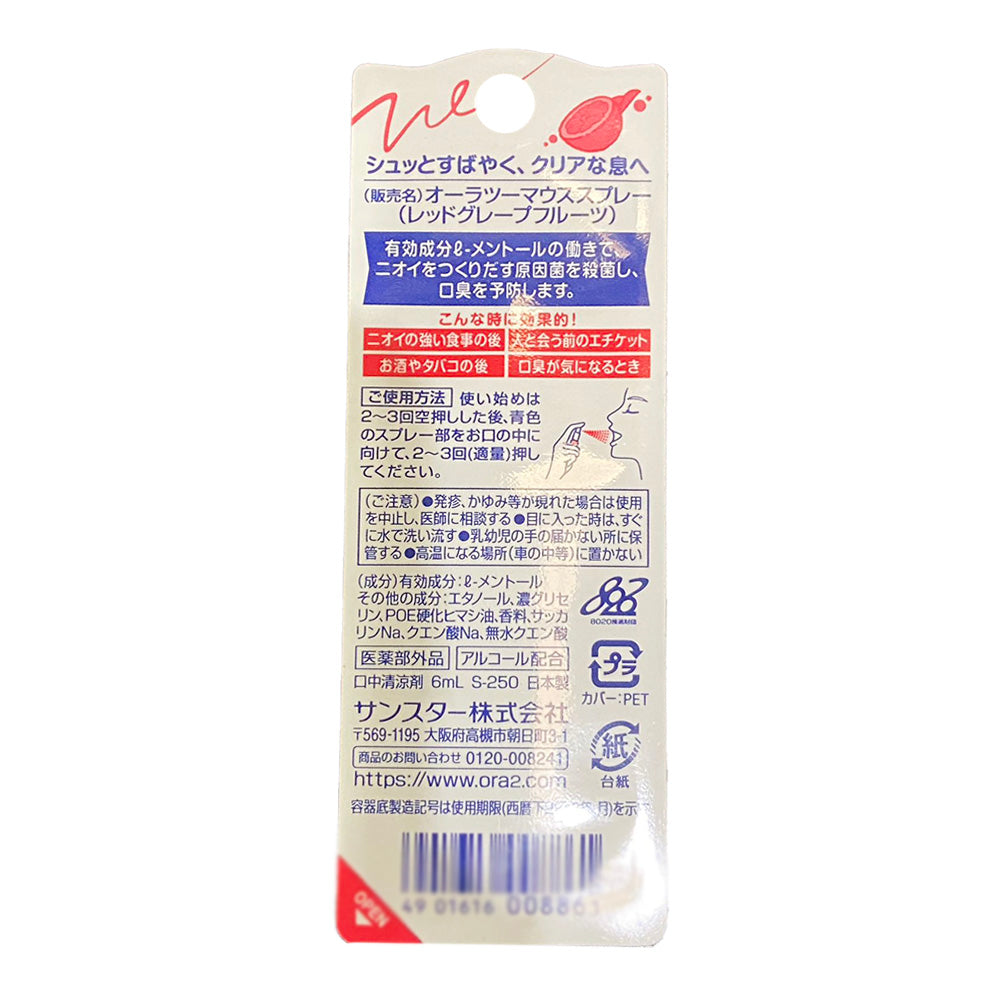 シュッとすばやく、クリアな息へ
(販売名)オーラツーマウススプレー
(レッドグレープフルーツ)
有効成分ℓ-メントールの働きで、
ニオイをつくりだす原因菌を殺菌し、
口臭を予防します。
こんな時に効果的!
ニオイの強い食事の後 人と会う前のエチケット
お酒やタバコの後 口臭が気になるとき
ご使用方法 使い始めは
2~3回空押しした後、青色
のスプレー部をお口の中に
向けて、2~3回(適量)押し
てください。
(ご注意)●発疹、かゆみ等が現れた場合は使用
を中止し、医師に相談する●目に入った時は、すぐ
に水で洗い流す●乳幼児の手の届かない所に保
管する●高温になる場所(車の中等)に置かない
(成分)有効成分:ℓ-メントール
その他の成分:エタノール、濃グリセ
リン、POE硬化ヒマシ油、香料、サッカ
リンNa、クエン酸Na、無水クエン酸
8020推進財団
医薬部外品 アルコール配合
口中清涼剤 6mL S-250 日本製
プラ
カバー:PET
サンスター株式会社
〒569-1195 大阪府高槻市朝日町3-1
商品のお問い合わせ 0120-008241
https://www.ora2.com
紙
台紙
容器底製造記号は使用期限(西暦下 月)を示す
OPEN
49 01616 008863